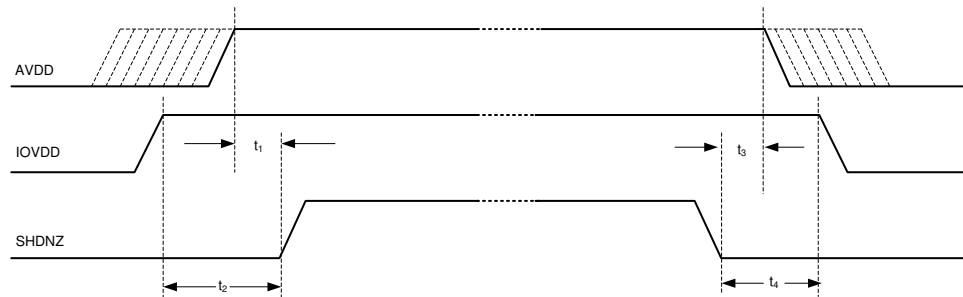 AVDD
IOVDD
t₁
t₃
SHDNZ
t₂
t₄